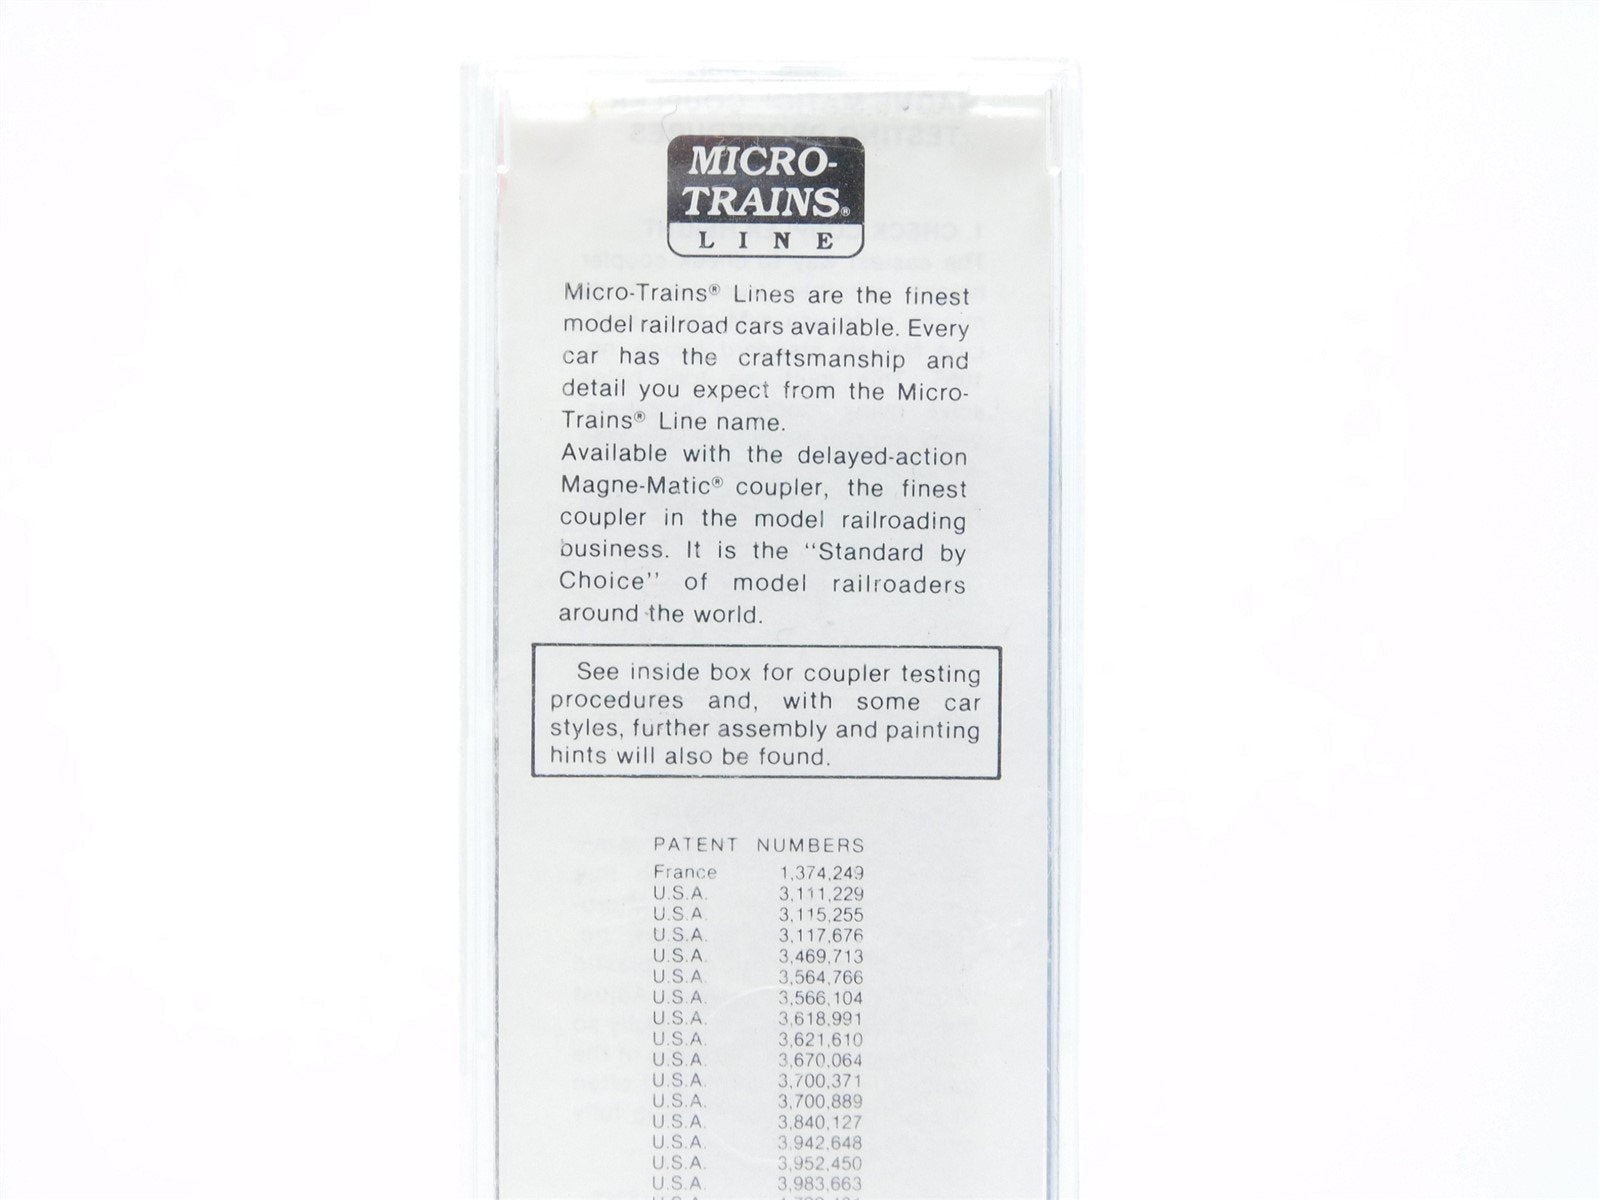 MICRO-
TRAINS®
LINE
Micro-Trains® Lines are the finest
model railroad cars available. Every
car has the craftsmanship and
detail you expect from the Micro-
Trains® Line name.
Available with the delayed-action
Magne-Matic® coupler, the finest
coupler in the model railroading
business. It is the “Standard by
Choice” of model railroaders
around the world.
See inside box for coupler testing
procedures and, with some car
styles, further assembly and painting
hints will also be found.
PATENT NUMBERS
France 1,374,249
U.S.A. 3,111,229
U.S.A. 3,115,255
U.S.A. 3,117,676
U.S.A. 3,469,713
U.S.A. 3,564,766
U.S.A. 3,566,104
U.S.A. 3,618,991
U.S.A. 3,621,610
U.S.A. 3,670,064
U.S.A. 3,700,371
U.S.A. 3,700,889
U.S.A. 3,840,127
U.S.A. 3,942,648
U.S.A. 3,952,450
U.S.A. 3,983,663